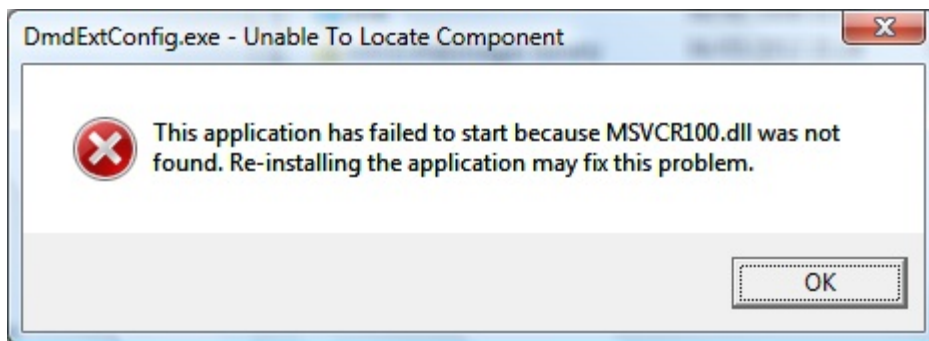 DmdExtConfig.exe - Unable To Locate Component
This application has failed to start because MSVCR100.dll was not
found. Re-installing the application may fix this problem.
OK